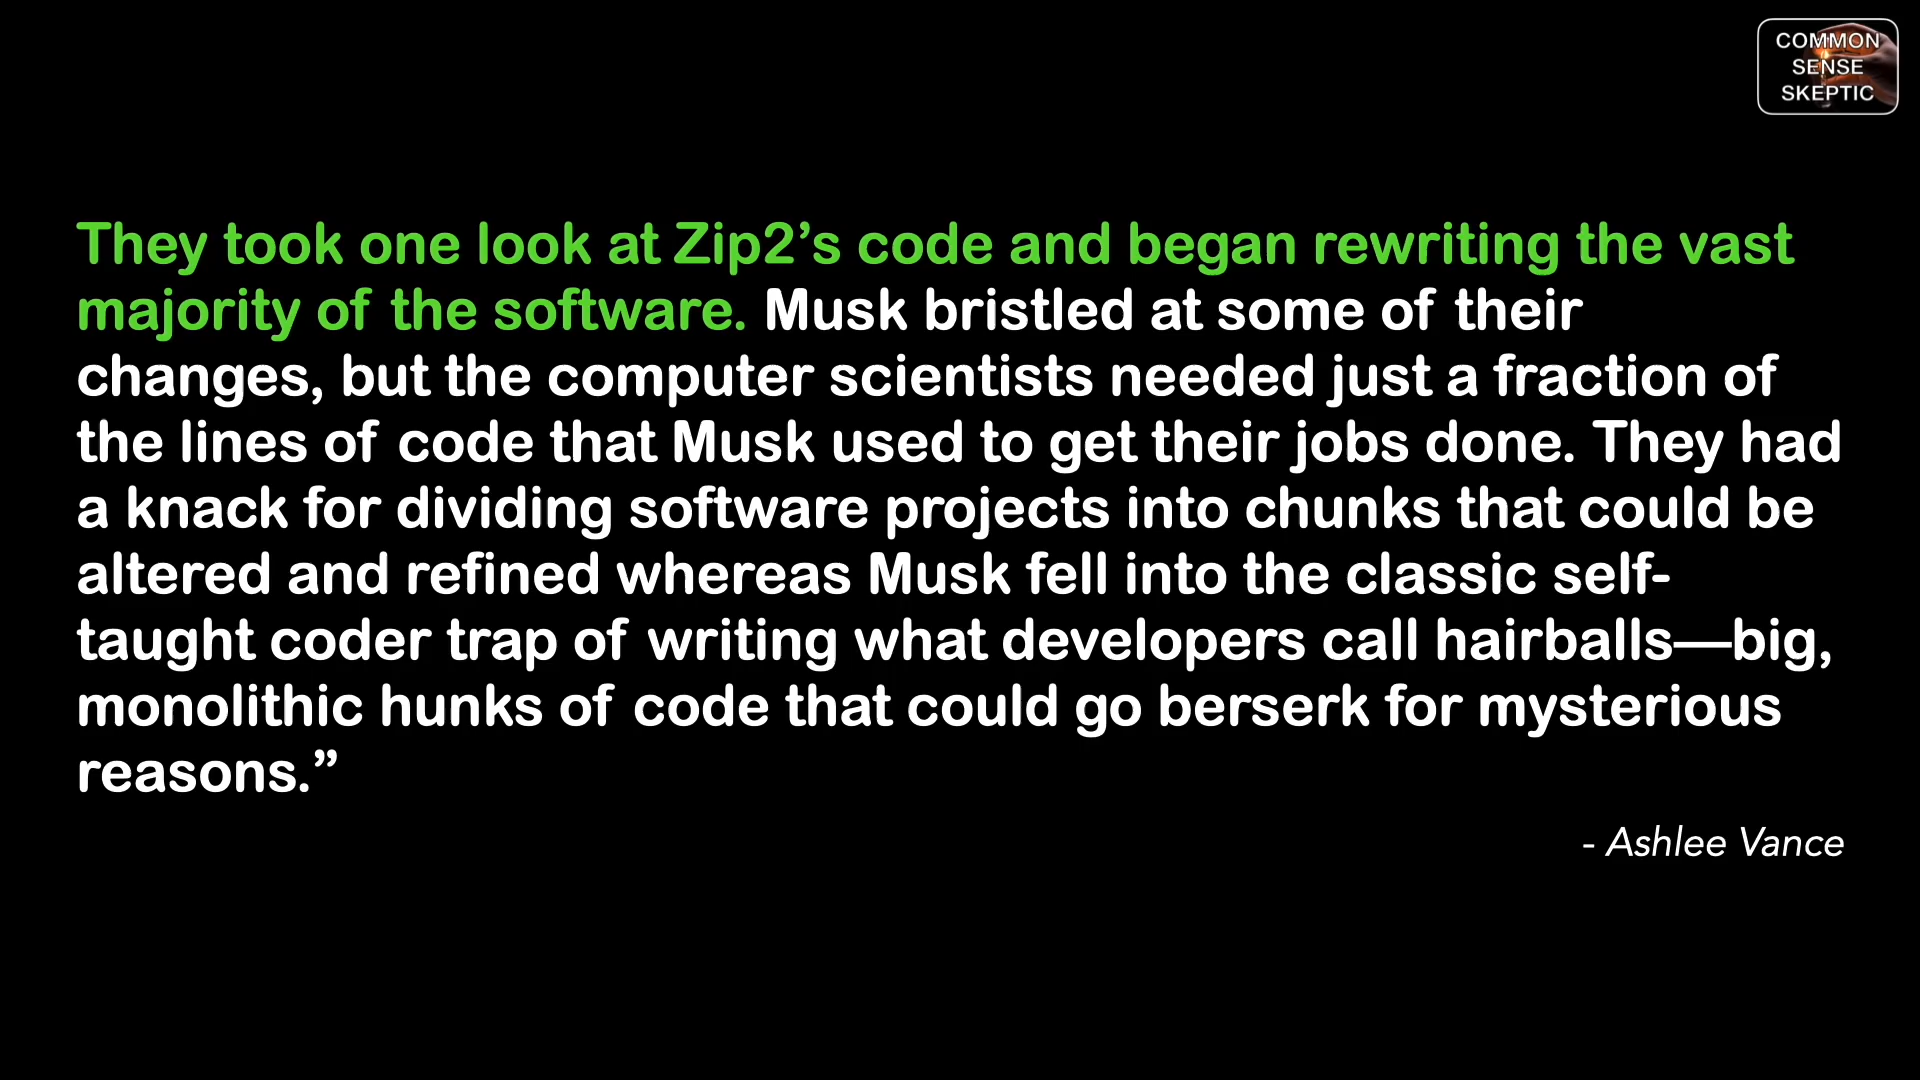 COMMON
SENSE
SKEPTIC
They took one look at Zip2’s code and began rewriting the vast
majority of the software. Musk bristled at some of their
changes, but the computer scientists needed just a fraction of
the lines of code that Musk used to get their jobs done. They had
a knack for dividing software projects into chunks that could be
altered and refined whereas Musk fell into the classic self-
taught coder trap of writing what developers call hairballs—big,
monolithic hunks of code that could go berserk for mysterious
reasons.”
- Ashlee Vance